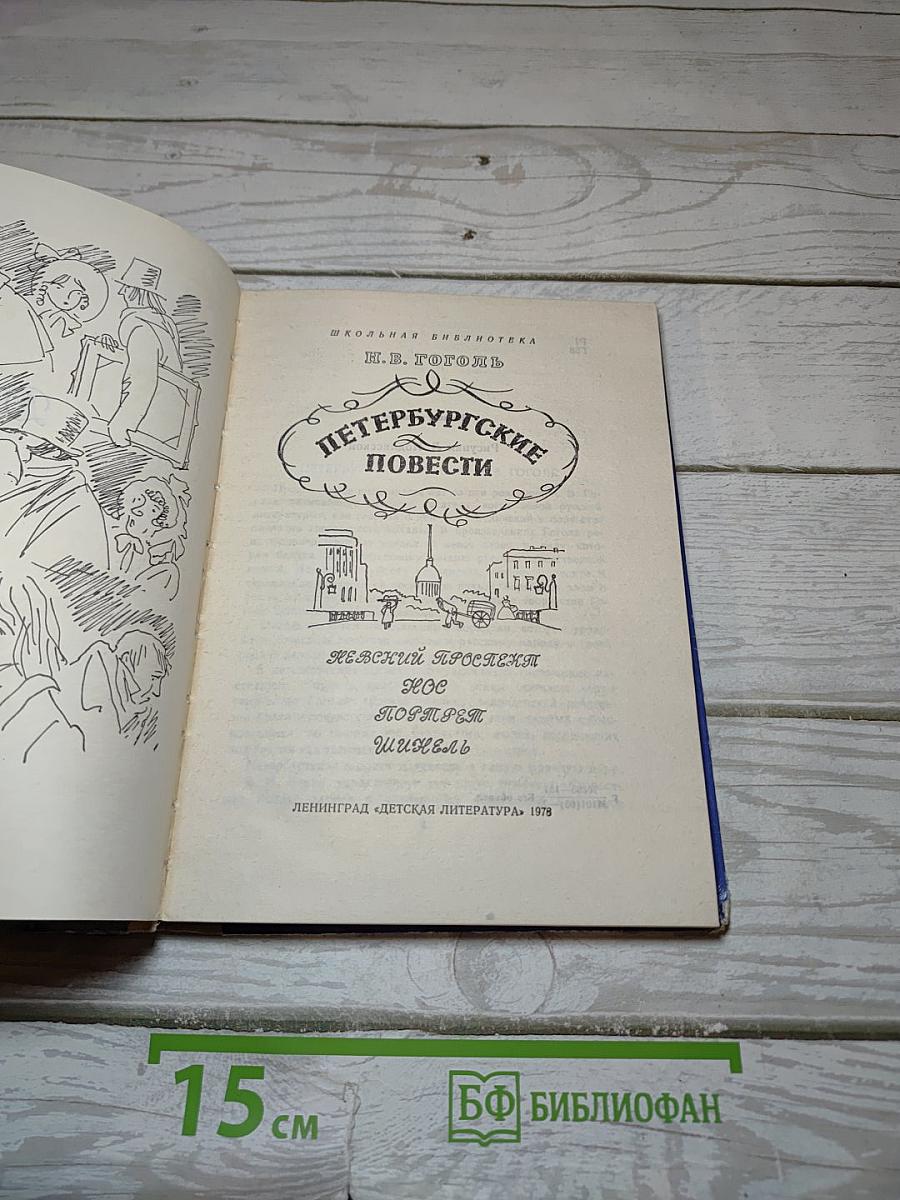 ШКОЛЬНАЯ БИБЛИОТЕКА
Н.В. ГОГОЛЬ
ПЕТЕРБУРГСКИЕ
ПОВЕСТИ
НЕВСКИЙ ПРОСПЕКТ
НОС
ПОРТРЕТ
ШИНЕЛЬ
ЛЕНИНГРАД «ДЕТСКАЯ ЛИТЕРАТУРА» 1978
15 см
БФ БИБЛИОФАН